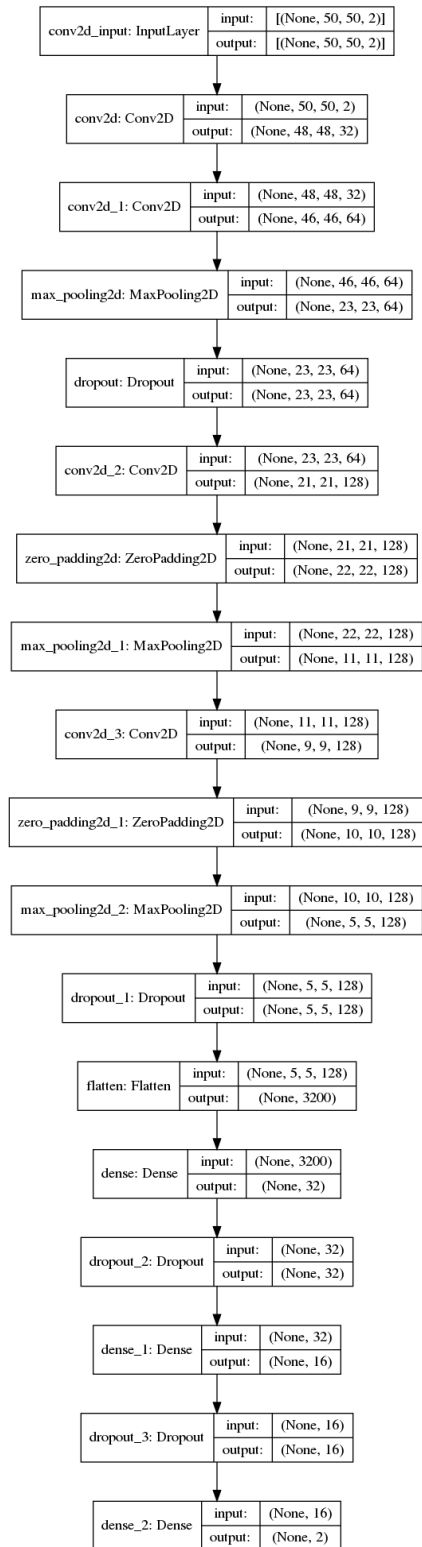 conv2d_input: InputLayer
input: [(None, 50, 50, 2)]
output: [(None, 50, 50, 2)]
conv2d: Conv2D
input: (None, 50, 50, 2)
output: (None, 48, 48, 32)
conv2d_1: Conv2D
input: (None, 48, 48, 32)
output: (None, 46, 46, 64)
max_pooling2d: MaxPooling2D
input: (None, 46, 46, 64)
output: (None, 23, 23, 64)
dropout: Dropout
input: (None, 23, 23, 64)
output: (None, 23, 23, 64)
conv2d_2: Conv2D
input: (None, 23, 23, 64)
output: (None, 21, 21, 128)
zero_padding2d: ZeroPadding2D
input: (None, 21, 21, 128)
output: (None, 22, 22, 128)
max_pooling2d_1: MaxPooling2D
input: (None, 22, 22, 128)
output: (None, 11, 11, 128)
conv2d_3: Conv2D
input: (None, 11, 11, 128)
output: (None, 9, 9, 128)
zero_padding2d_1: ZeroPadding2D
input: (None, 9, 9, 128)
output: (None, 10, 10, 128)
max_pooling2d_2: MaxPooling2D
input: (None, 10, 10, 128)
output: (None, 5, 5, 128)
dropout_1: Dropout
input: (None, 5, 5, 128)
output: (None, 5, 5, 128)
flatten: Flatten
input: (None, 5, 5, 128)
output: (None, 3200)
dense: Dense
input: (None, 3200)
output: (None, 32)
dropout_2: Dropout
input: (None, 32)
output: (None, 32)
dense_1: Dense
input: (None, 32)
output: (None, 16)
dropout_3: Dropout
input: (None, 16)
output: (None, 16)
dense_2: Dense
input: (None, 16)
output: (None, 2)